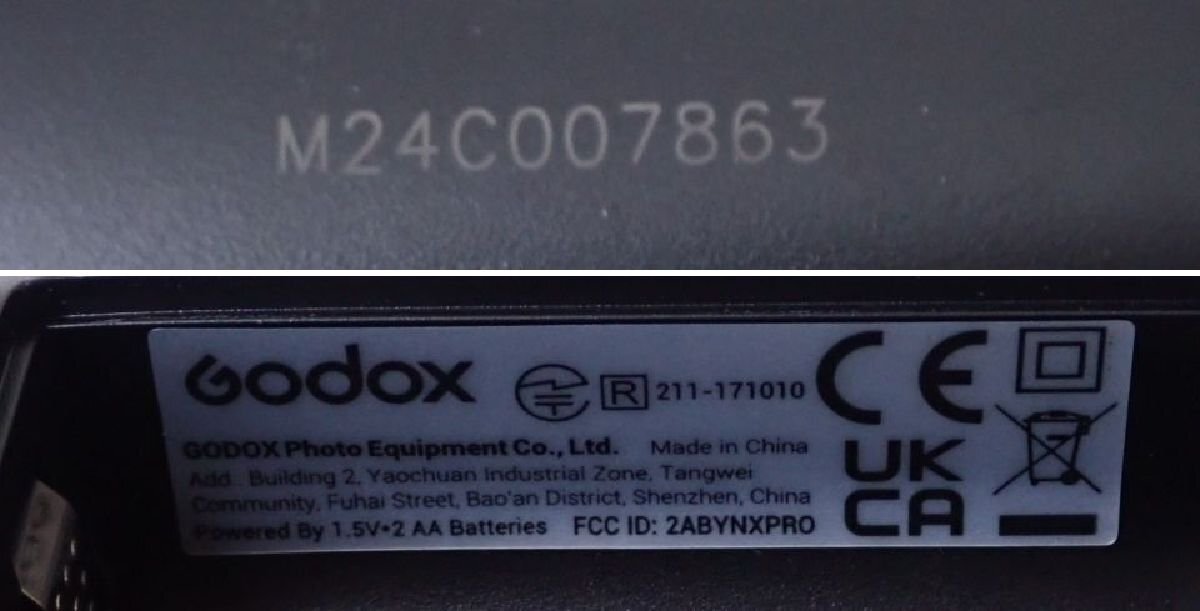 M24C007863
Godox R 211-171010 CE
GODOX Photo Equipment Co., Ltd. Made in China
Add.: Building 2, Yaochuan Industrial Zone, Tangwei
Community, Fuhai Street, Bao'an District, Shenzhen, China
Powered By 1.5V*2 AA Batteries FCC ID: 2ABYNXPRO
UK
CA